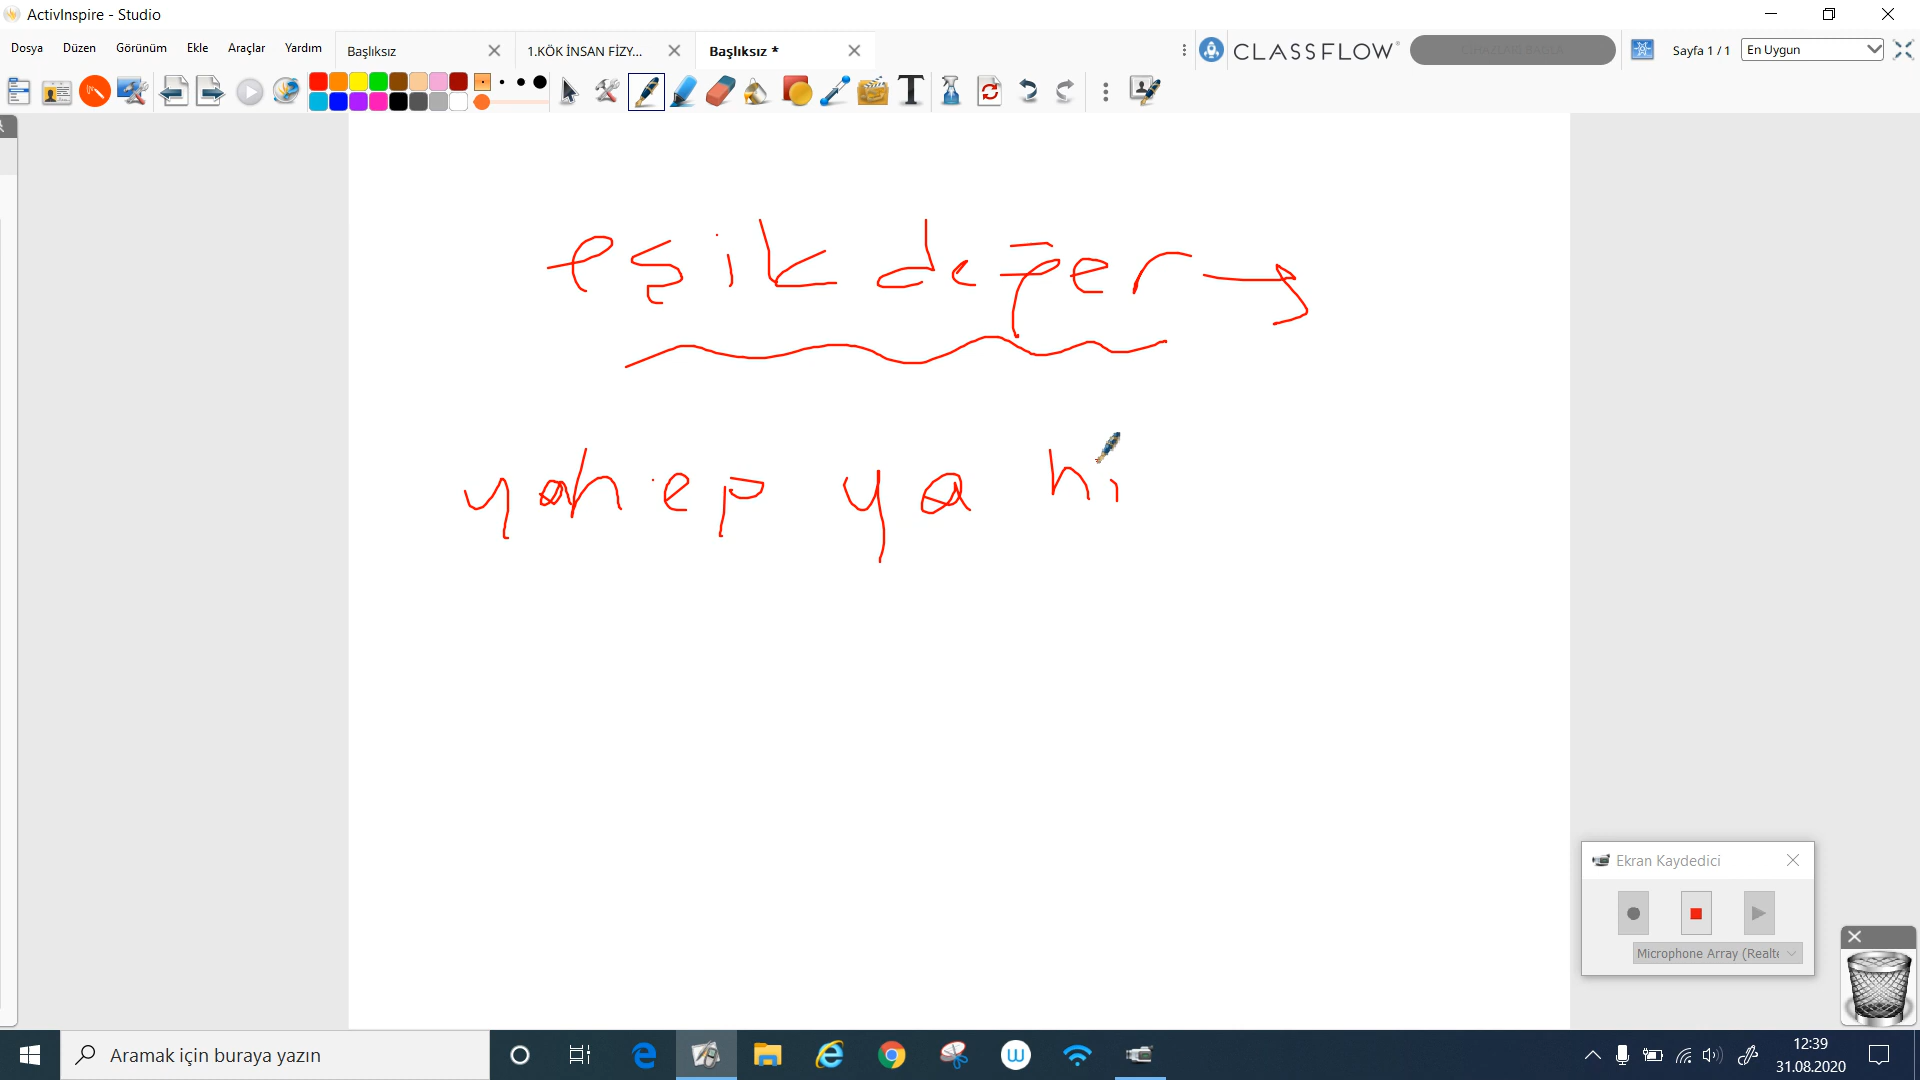 ActivInspire - Studio
Dosya Düzen Görünüm Ekle Araçlar Yardım
Başlıksız
1.KÖK İNSAN FİZY...
Başlıksız *
CLASSFLOW
Sayfa 1 / 1
En Uygun
T
eşik değer
yahep ya hi
Ekran Kaydedici
Microphone Array (Realte
Aramak için buraya yazın
12:39
31.08.2020